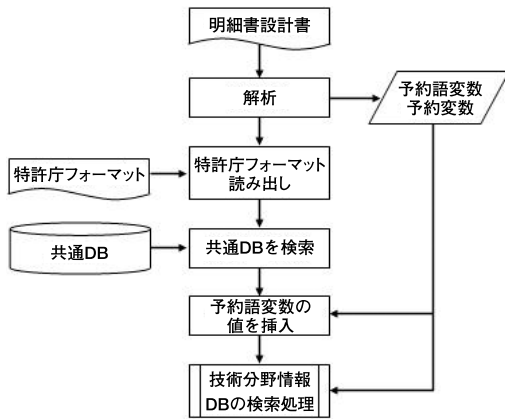 明細書設計書
解析
予約語変数
予約変数
特許庁フォーマット
特許庁フォーマット
読み出し
共通DB
共通DBを検索
予約語変数の
値を挿入
技術分野情報
DBの検索処理